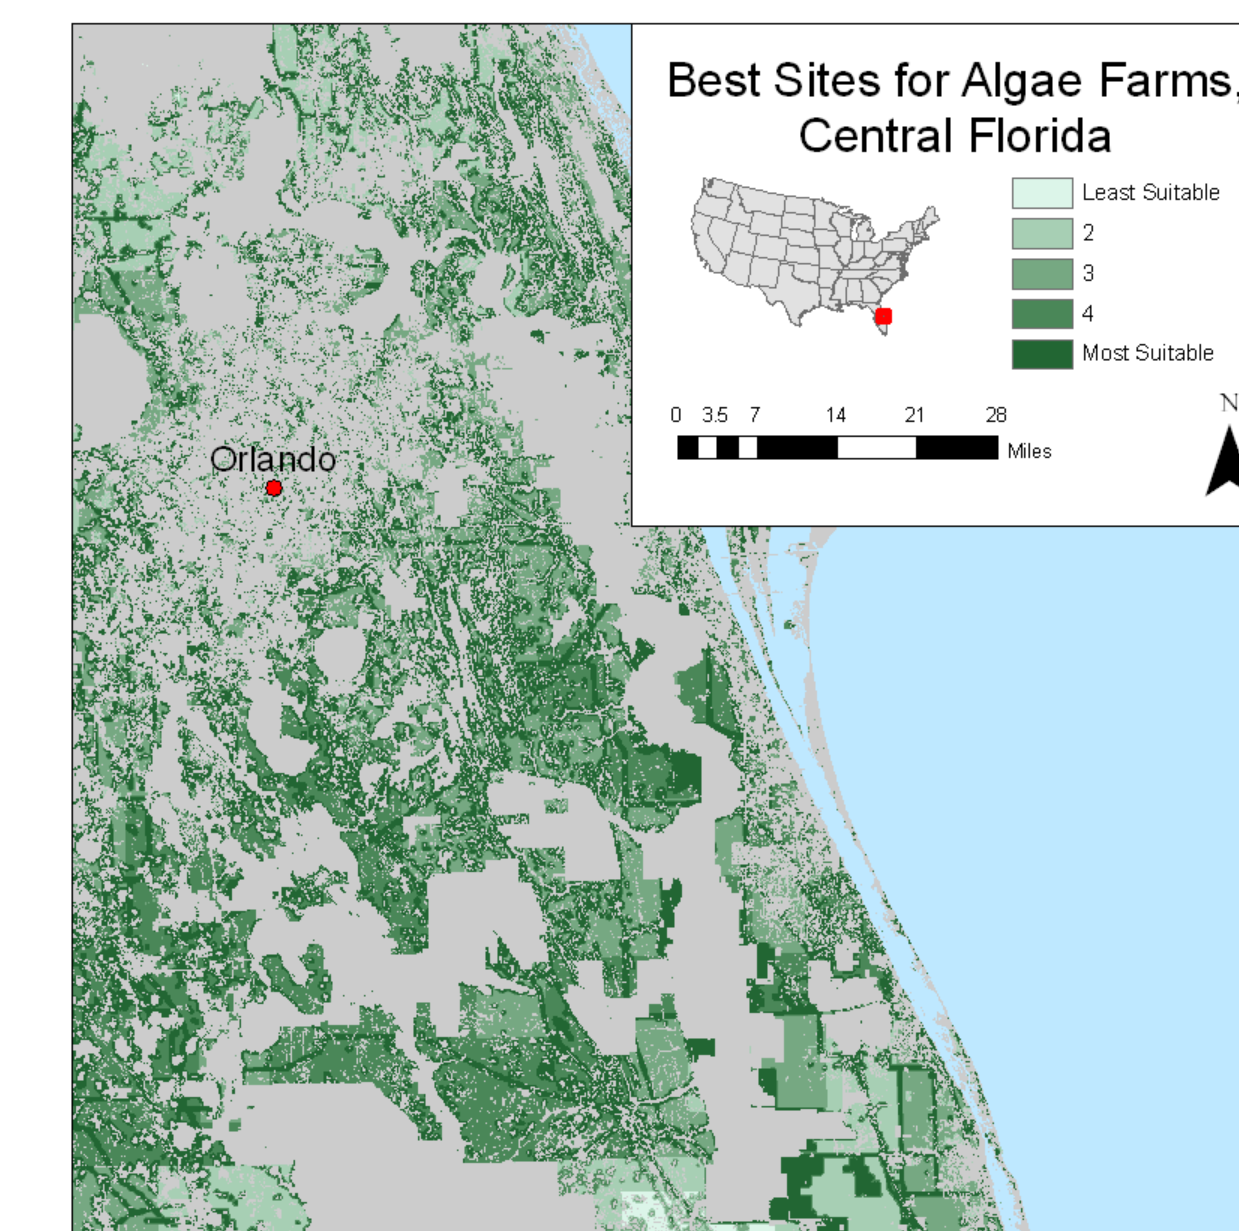 Best Sites for Algae Farms,
Central Florida
Least Suitable
2
3
4
Most Suitable
0 3.5 7 14 21 28
Miles
N
Orlando